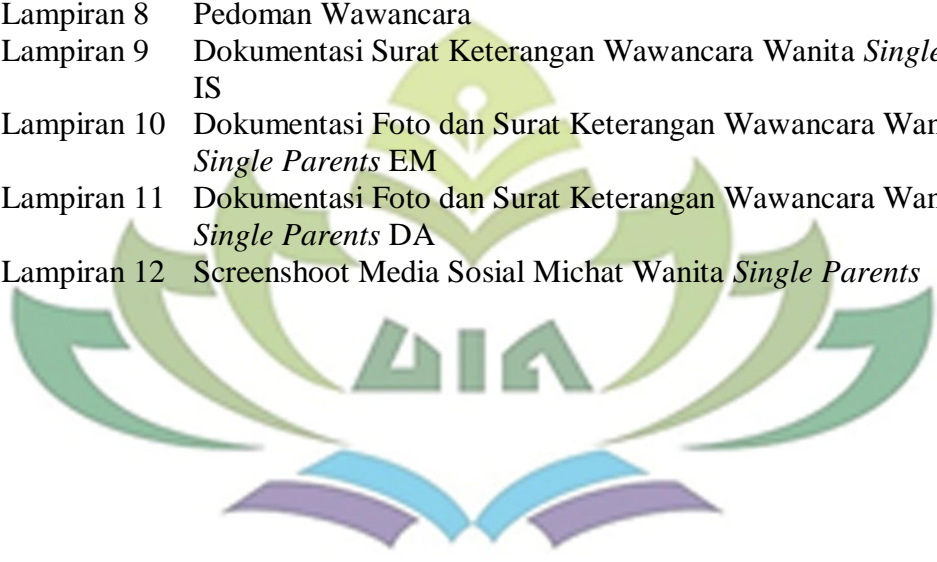 Lampiran 8 Pedoman Wawancara
Lampiran 9 Dokumentasi Surat Keterangan Wawancara Wanita Single
IS
Lampiran 10 Dokumentasi Foto dan Surat Keterangan Wawancara
Single Parents EM
Lampiran 11 Dokumentasi Foto dan Surat Keterangan Wawancara
Single Parents DA
Lampiran 12 Screenshoot Media Sosial Michat Wanita Single Parents